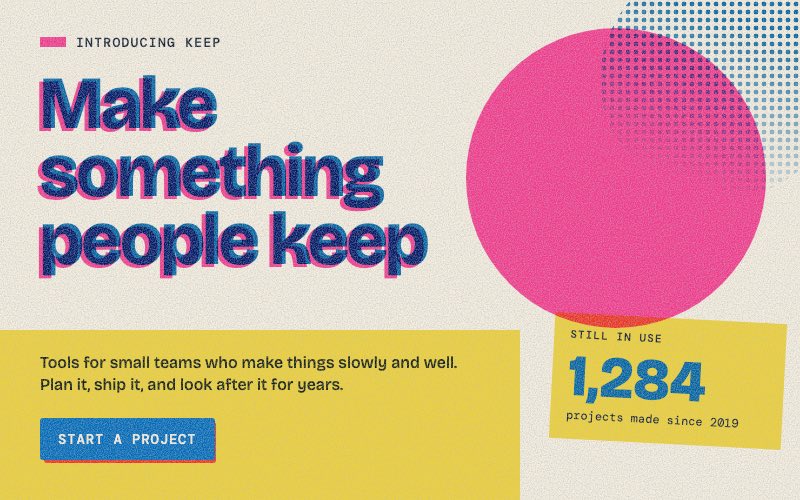 INTRODUCING KEEP
Make
something
people keep
Tools for small teams who make things slowly and well.
Plan it, ship it, and look after it for years.
START A PROJECT
STILL IN USE
1,284
projects made since 2019